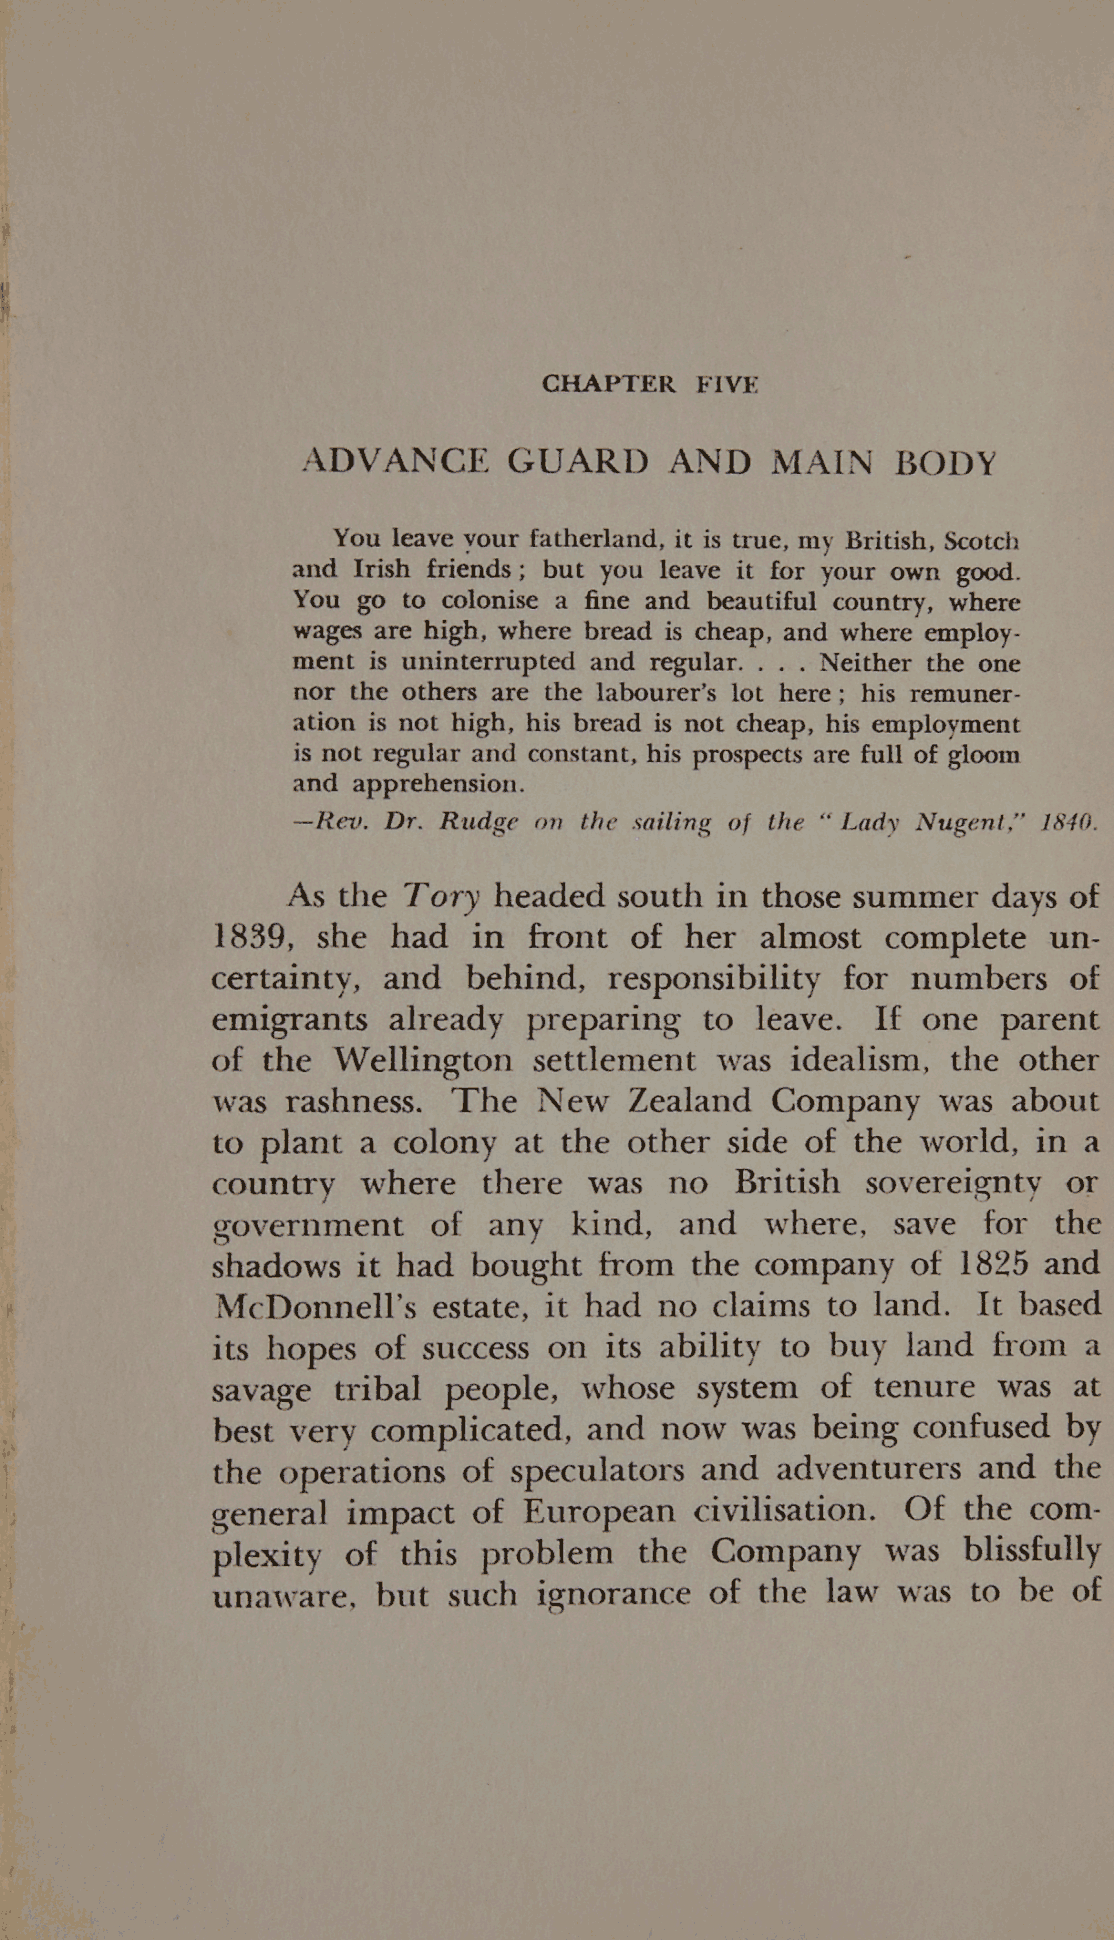 CHAPTER FIVE
ADVANCE GUARD AND MAIN BODY
You leave your fatherland, it is true, my British, Scotch
and Irish friends; but you leave it for your own good.
You go to colonise a fine and beautiful country, where
wages are high, where bread is cheap, and where employ-
ment is uninterrupted and regular. . . . Neither the one
nor the others are the labourer's lot here; his remuner-
ation is not high, his bread is not cheap, his employment
is not regular and constant, his prospects are full of gloom
and apprehension.
—Rev. Dr. Rudge on the sailing of the "Lady Nugent," 1840.
As the Tory headed south in those summer days of
1839, she had in front of her almost complete un-
certainty, and behind, responsibility for numbers of
emigrants already preparing to leave. If one parent
of the Wellington settlement was idealism, the other
was rashness. The New Zealand Company was about
to plant a colony at the other side of the world, in a
country where there was no British sovereignty or
government of any kind, and where, save for the
shadows it had bought from the company of 1825 and
McDonnell's estate, it had no claims to land. It based
its hopes of success on its ability to buy land from a
savage tribal people, whose system of tenure was at
best very complicated, and now was being confused by
the operations of speculators and adventurers and the
general impact of European civilisation. Of the com-
plexity of this problem the Company was blissfully
unaware, but such ignorance of the law was to be of